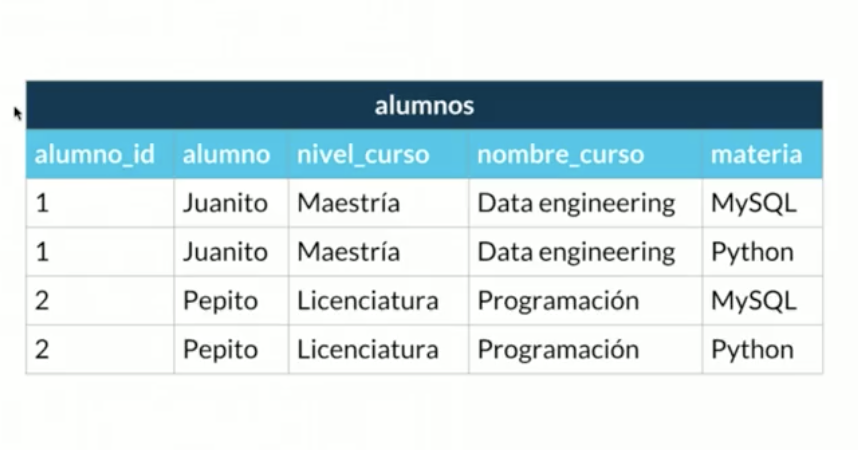 alumnos
alumno_id alumno nivel_curso nombre_curso materia
1 Juanito Maestría Data engineering MySQL
1 Juanito Maestría Data engineering Python
2 Pepito Licenciatura Programación MySQL
2 Pepito Licenciatura Programación Python